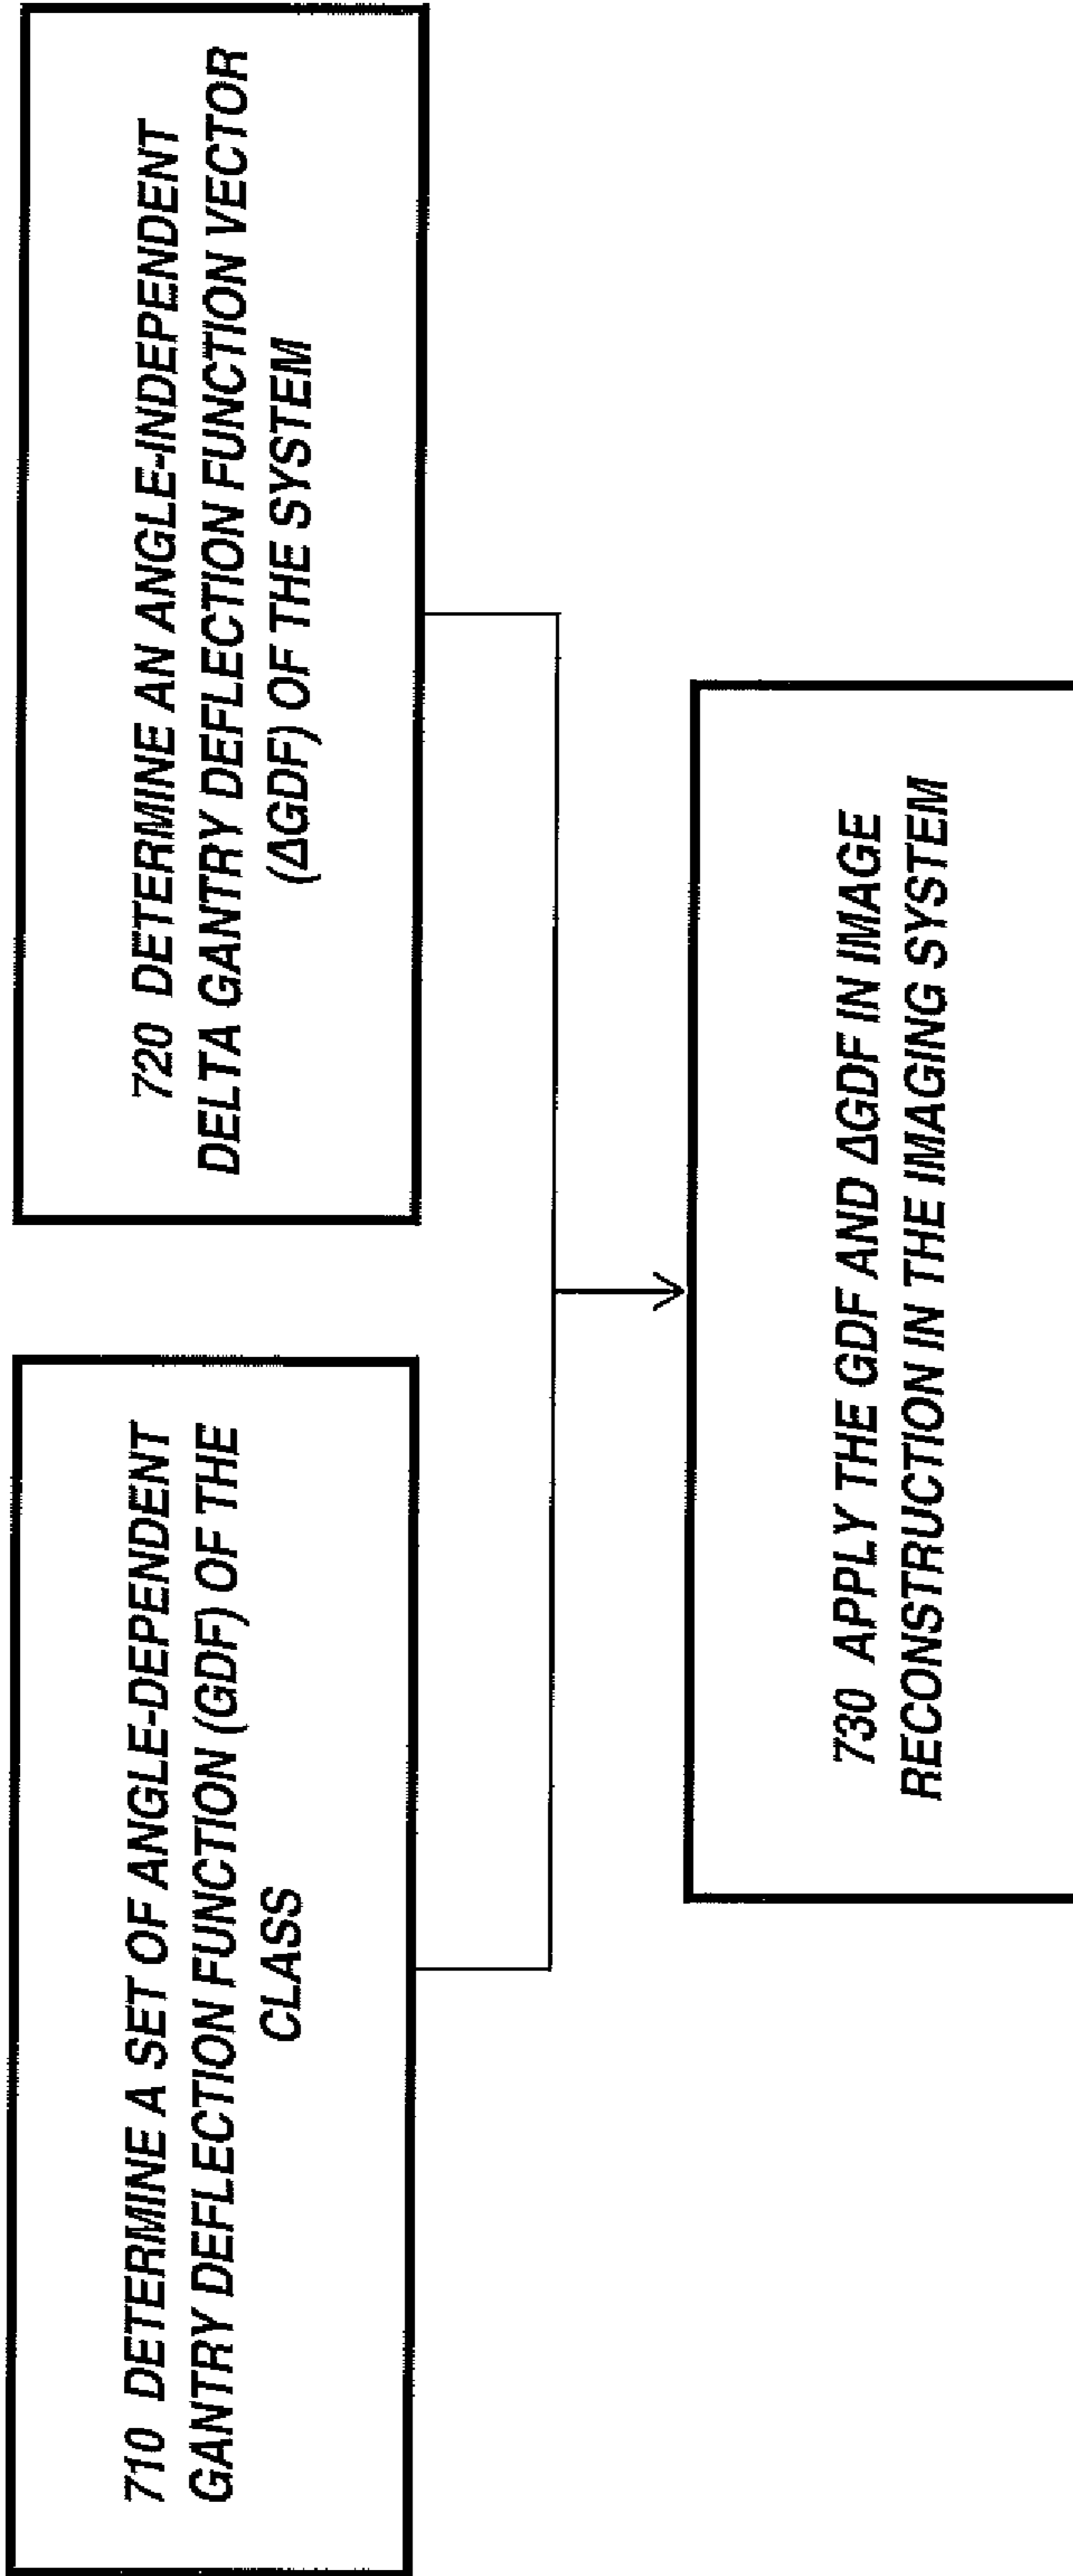 710 DETERMINE A SET OF ANGLE-DEPENDENT
GANTRY DEFLECTION FUNCTION (GDF) OF THE
CLASS
720 DETERMINE AN ANGLE-INDEPENDENT
DELTA GANTRY DEFLECTION FUNCTION VECTOR
(ΔGDF) OF THE SYSTEM
730 APPLY THE GDF AND ΔGDF IN IMAGE
RECONSTRUCTION IN THE IMAGING SYSTEM